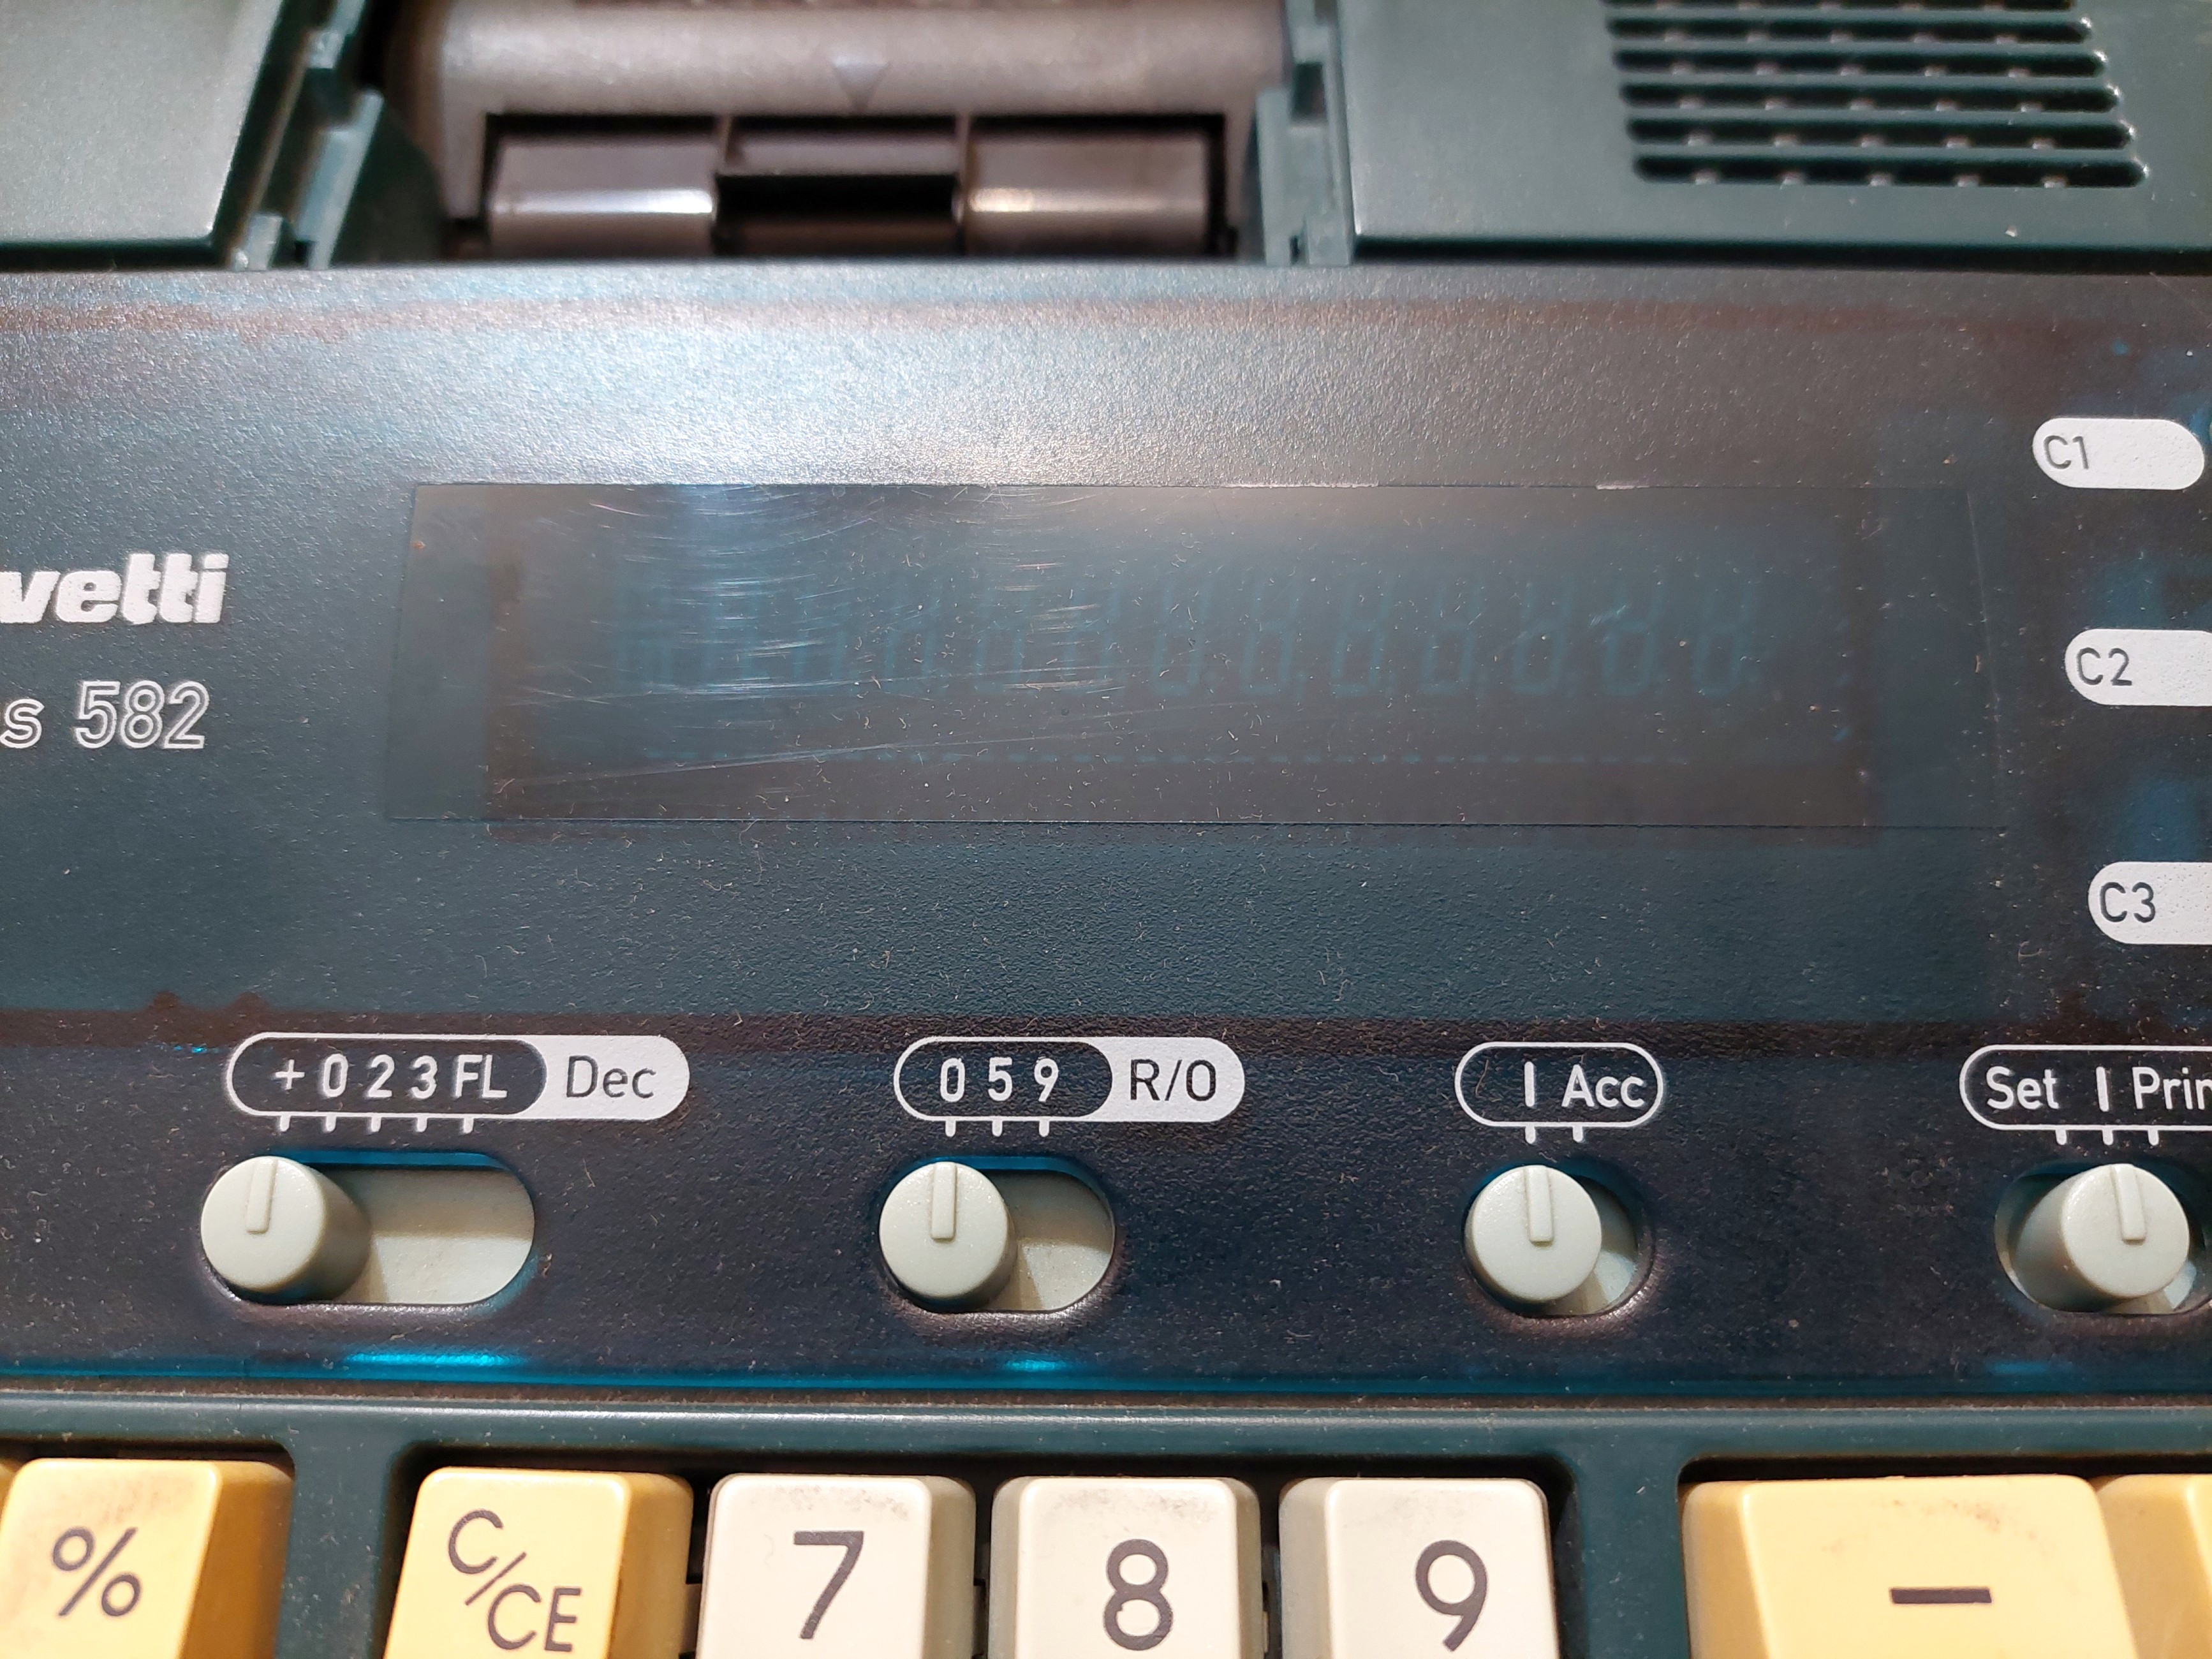 vetti
s 582
C1
C2
C3
+ 0 2 3 FL Dec
0 5 9 R/O
| Acc
Set | Prin
%
C/CE
7
8
9
−